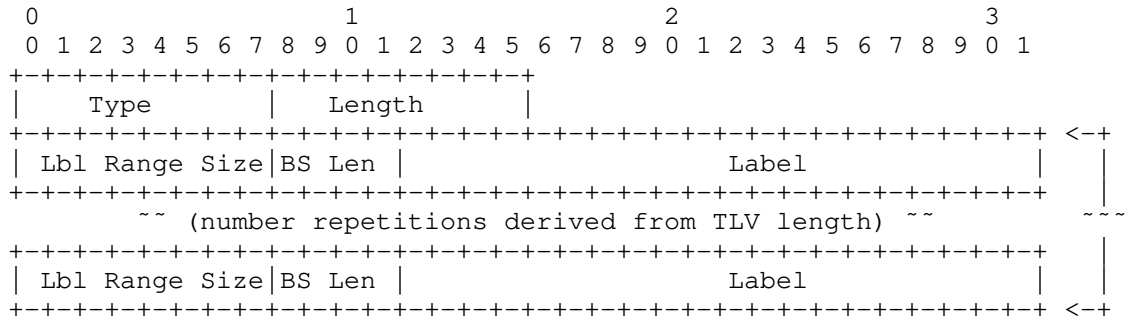 0                   1                   2                   3
 0 1 2 3 4 5 6 7 8 9 0 1 2 3 4 5 6 7 8 9 0 1 2 3 4 5 6 7 8 9 0 1
+-+-+-+-+-+-+-+-+-+-+-+-+-+-+-+-+
|    Type       |   Length      |
+-+-+-+-+-+-+-+-+-+-+-+-+-+-+-+-+-+-+-+-+-+-+-+-+-+-+-+-+-+-+-+-+ <-+
| Lbl Range Size|BS Len |                    Label              |   |
+-+-+-+-+-+-+-+-+-+-+-+-+-+-+-+-+-+-+-+-+-+-+-+-+-+-+-+-+-+-+-+-+   |
        ~~ (number repetitions derived from TLV length) ~~         ~~~
+-+-+-+-+-+-+-+-+-+-+-+-+-+-+-+-+-+-+-+-+-+-+-+-+-+-+-+-+-+-+-+-+   |
| Lbl Range Size|BS Len |                    Label              |   |
+-+-+-+-+-+-+-+-+-+-+-+-+-+-+-+-+-+-+-+-+-+-+-+-+-+-+-+-+-+-+-+-+ <-+